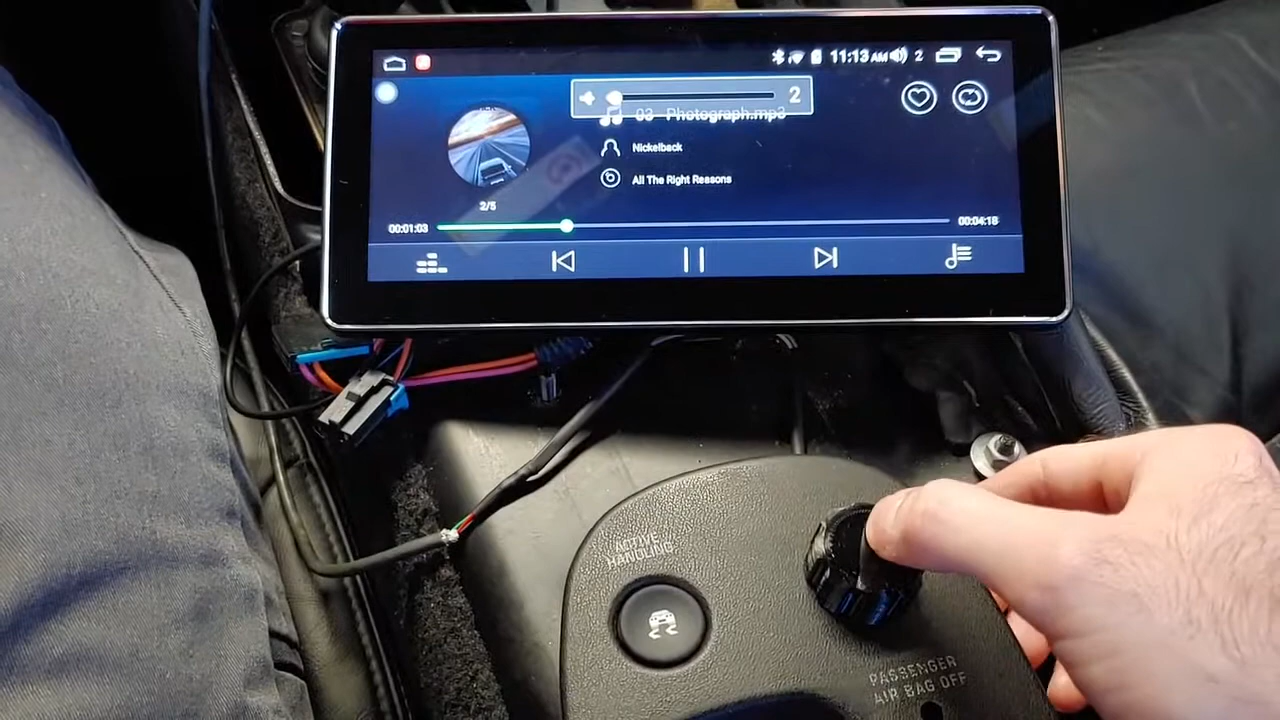 11:13 AM 2
2
03 - Photograph.mp3
Nickelback
All The Right Reasons
2/5
00:01:03
00:04:18
ACTIVE
HANDLING
PASSENGER
AIR BAG OFF